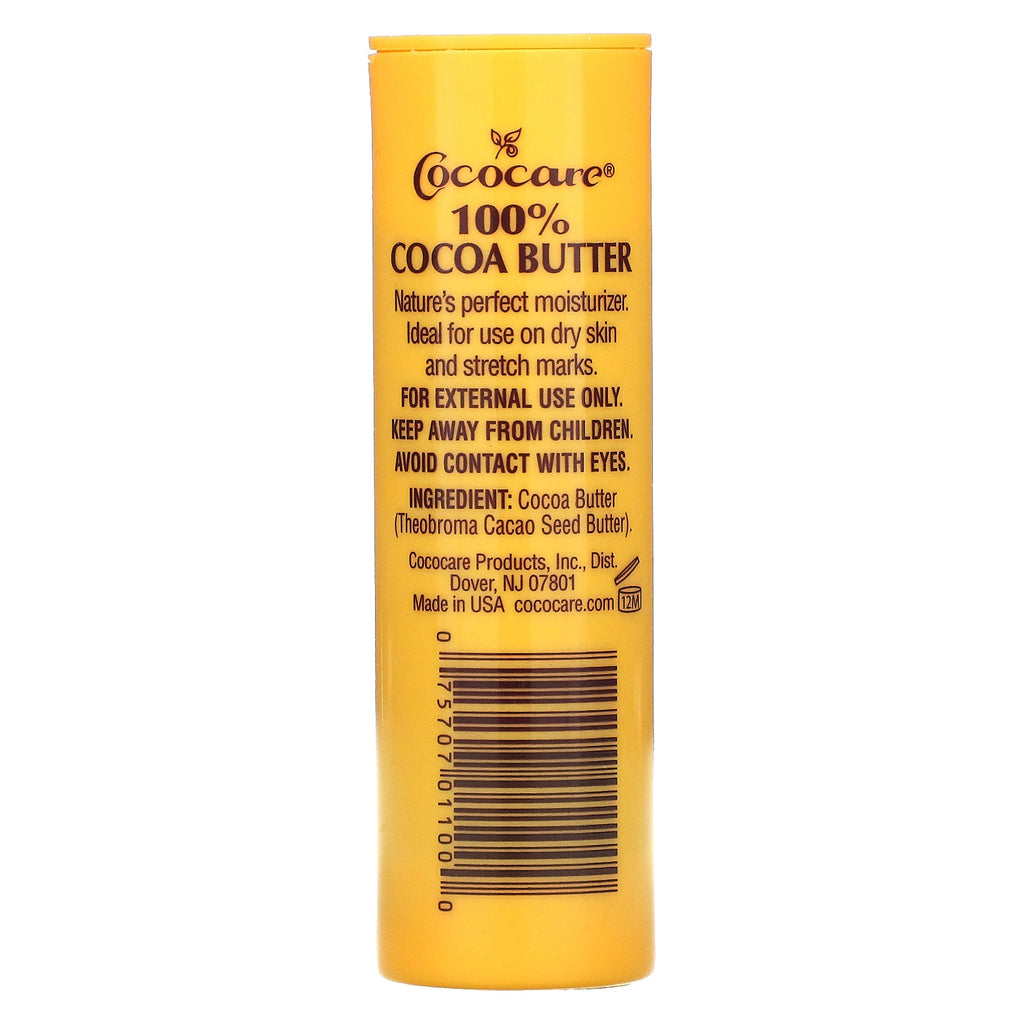 Cococare®
100%
COCOA BUTTER
Nature's perfect moisturizer.
Ideal for use on dry skin
and stretch marks.
FOR EXTERNAL USE ONLY.
KEEP AWAY FROM CHILDREN.
AVOID CONTACT WITH EYES.
INGREDIENT: Cocoa Butter
(Theobroma Cacao Seed Butter).
Cococare Products, Inc., Dist.
Dover, NJ 07801
Made in USA cococare.com 12M
0 75707 01100 0